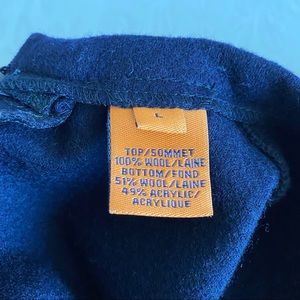 L
TOP/SOMMET
100% WOOL/LAINE
BOTTOM/FOND
51% WOOL/LAINE
49% ACRYLIC/
ACRYLIQUE